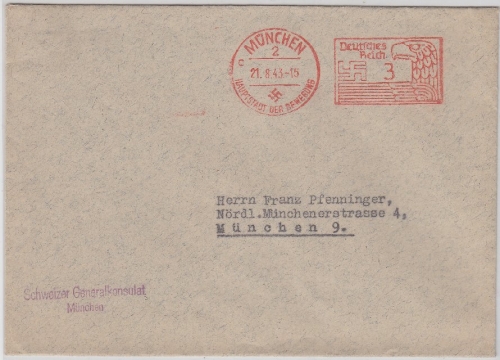 MÜNCHEN
2
c
21.8.43-15
HAUPTSTADT DER BEWEGUNG
Deutsches
Reich
3
Herrn Franz Pfenninger,
Nördl.Münchenerstrasse 4,
München 9.
Schweizer Generalkonsulat,
München